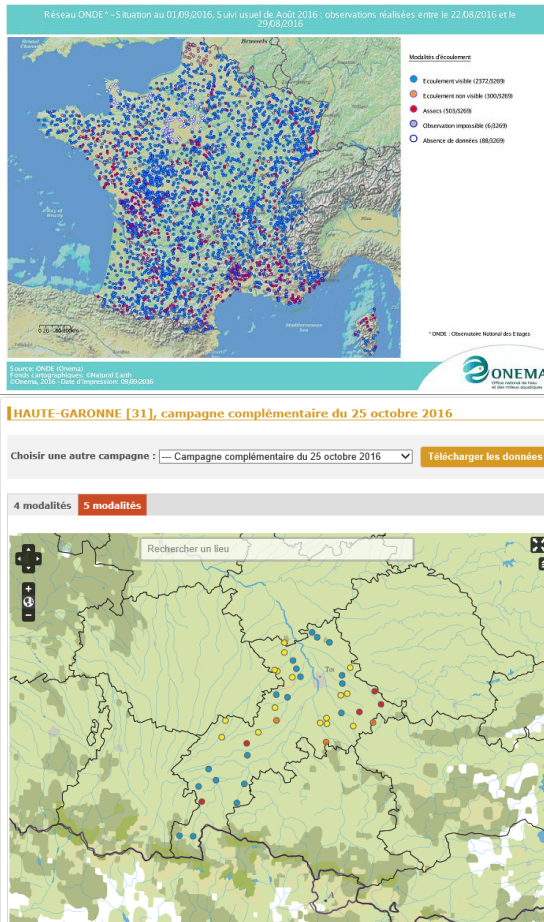 Réseau ONDE* –Situation au 01/09/2016. Suivi usuel de Août 2016 : observations réalisées entre le 22/08/2016 et le
29/08/2016
Brussels
Modalités d'écoulement
Ecoulement visible (2372/3269)
Ecoulement non visible (300/3269)
Assecs (503/3269)
Observation impossible (6/3269)
Absence de données (88/3269)
Mediterranean
Sea
* ONDE : Observatoire National des Etiages
Source: ONDE (Onema)
Fonds cartographiques: ©Natural Earth
©Onema, 2016 –Date d'impression: 09/09/2016
ONEMA
Office national de l'eau
et des milieux aquatiques
HAUTE-GARONNE [31], campagne complémentaire du 25 octobre 2016
Choisir une autre campagne : --- Campagne complémentaire du 25 octobre 2016
Télécharger les données
4 modalités 5 modalités
Rechercher un lieu